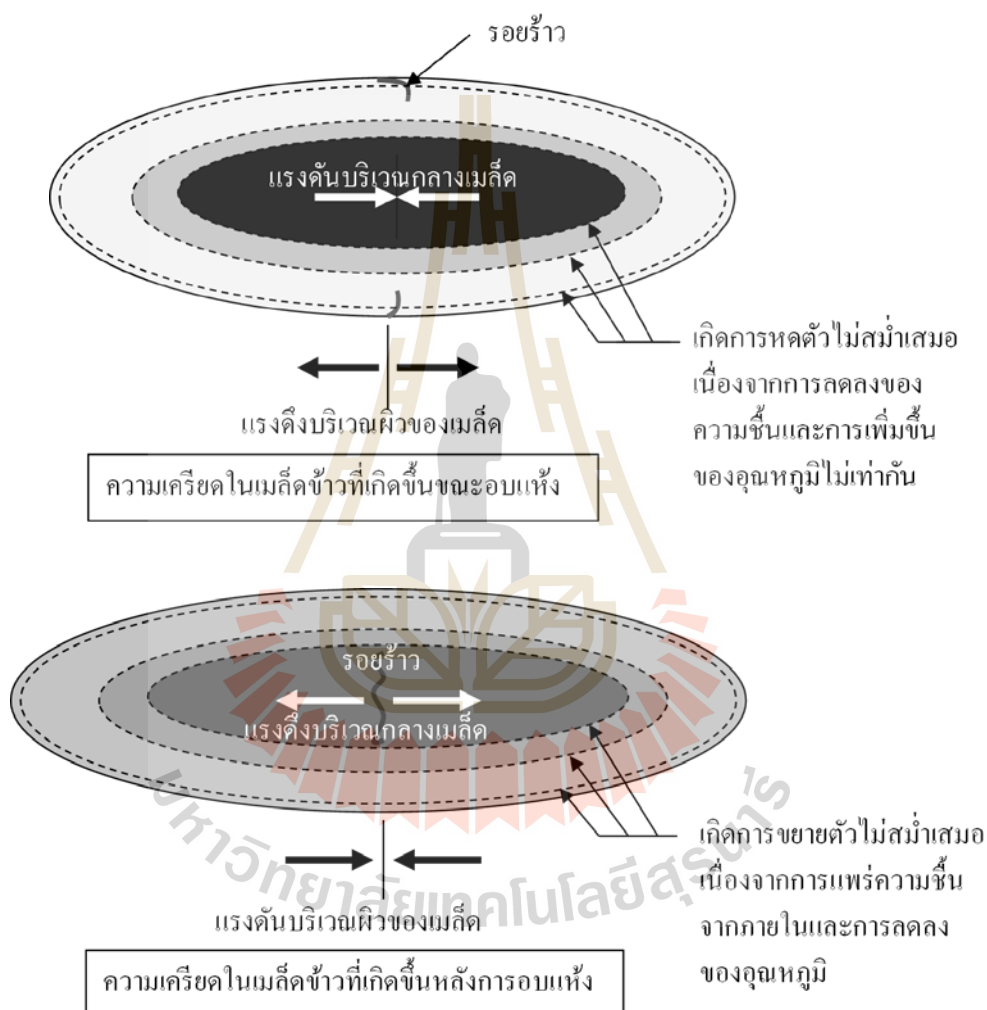 รอยร้าว
แรงดันบริเวณกลางเมล็ด
เกิดการหดตัวไม่สม่ำเสมอ
เนื่องจากการลดลงของ
ความชื้นและการเพิ่มขึ้น
ของอุณหภูมิไม่เท่ากัน
แรงดึงบริเวณผิวของเมล็ด
ความเครียดในเมล็ดข้าวที่เกิดขึ้นขณะอบแห้ง
รอยร้าว
แรงดึงบริเวณกลางเมล็ด
เกิดการขยายตัวไม่สม่ำเสมอ
เนื่องจากการแพร่ความชื้น
จากภายในและการลดลง
ของอุณหภูมิ
แรงดันบริเวณผิวของเมล็ด
ความเครียดในเมล็ดข้าวที่เกิดขึ้นหลังการอบแห้ง
มหาวิทยาลัยเทคโนโลยีสุรนารี